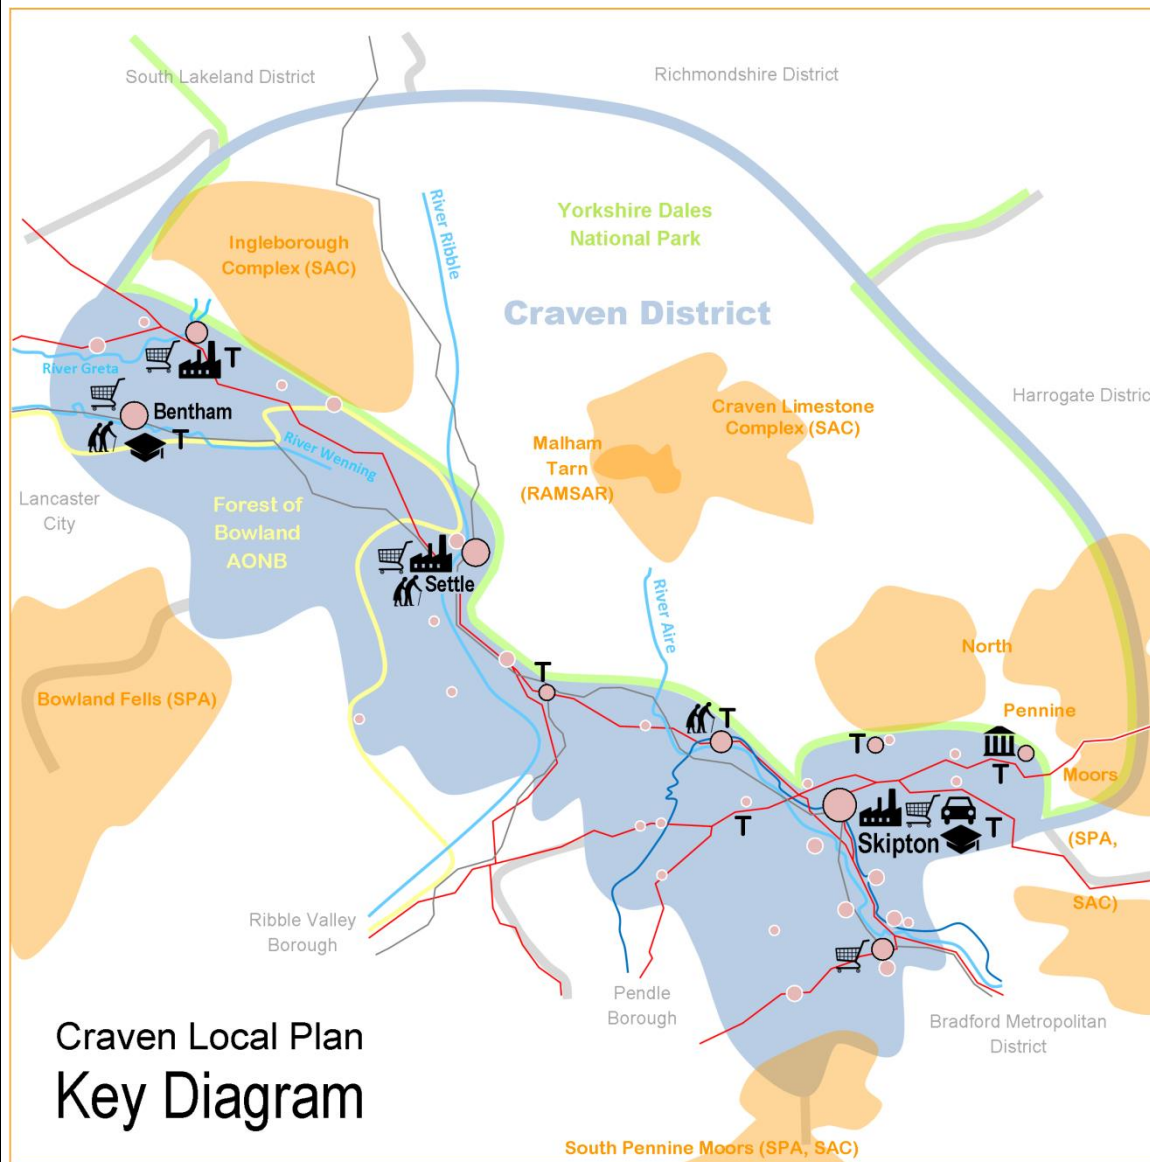 South Lakeland District
Richmondshire District
River Ribble
Yorkshire Dales
National Park
Ingleborough
Complex (SAC)
Craven District
T
River Greta
Harrogate Distric
Bentham
Craven Limestone
Complex (SAC)
T
River Wenning
Malham
Tarn
(RAMSAR)
Lancaster
City
Forest of
Bowland
AONB
Settle
River Aire
North
T
Bowland Fells (SPA)
T
Pennine
T
T
Moors
T
T
Skipton
(SPA,
SAC)
Ribble Valley
Borough
Pendle
Borough
Bradford Metropolitan
District
Craven Local Plan
Key Diagram
South Pennine Moors (SPA, SAC)